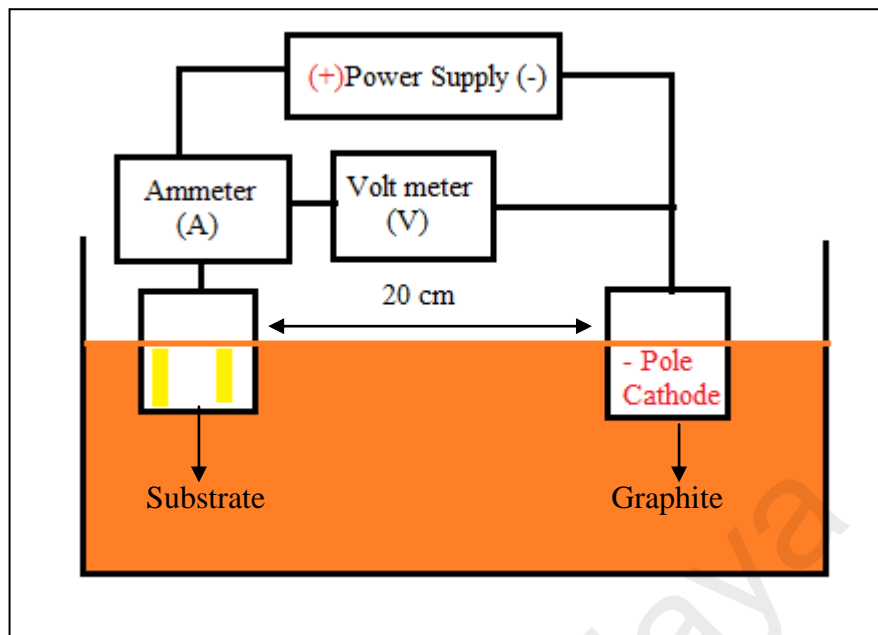 (+)Power Supply (-)
Ammeter
(A)
Volt meter
(V)
20 cm
- Pole
Cathode
Substrate
Graphite